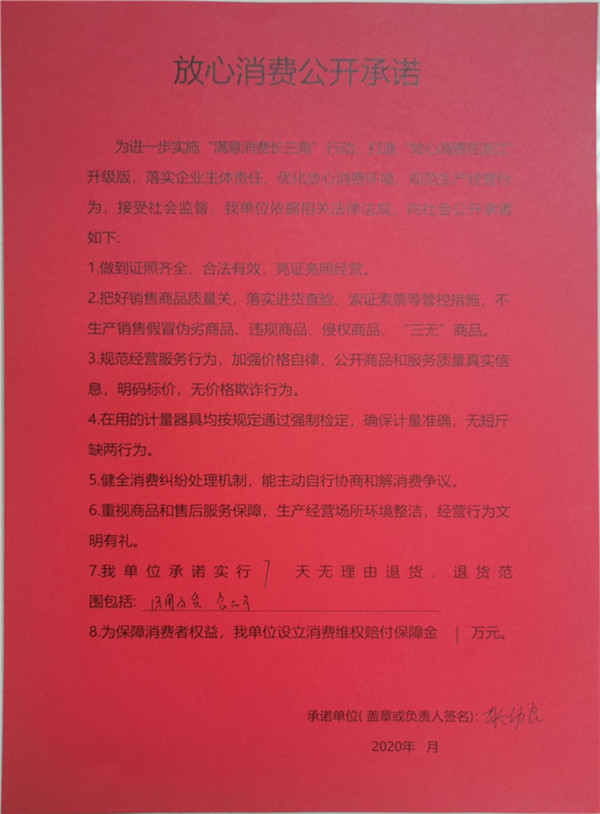 放心消费公开承诺
为进一步实施“满意消费长三角”行动，打造“放心消费在浙江”
升级版，落实企业主体责任、优化放心消费环境，规范生产经营行
为，接受社会监督，我单位依据相关法律法规，向社会公开承诺
如下：
1.做到证照齐全、合法有效，亮证亮照经营。
2.把好销售商品质量关，落实进货查验、索证索票等管控措施，不
生产销售假冒伪劣商品、违规商品、侵权商品、“三无”商品。
3.规范经营服务行为，加强价格自律，公开商品和服务质量真实信
息，明码标价，无价格欺诈行为。
4.在用的计量器具均按规定通过强制检定，确保计量准确，无短斤
缺两行为。
5.健全消费纠纷处理机制，能主动自行协商和解消费争议。
6.重视商品和售后服务保障，生产经营场所环境整洁，经营行为文
明有礼。
7.我单位承诺实行7天无理由退货，退货范
围包括：
8.为保障消费者权益，我单位设立消费维权赔付保障金1万元。
承诺单位(盖章或负责人签名)：
2020年 月